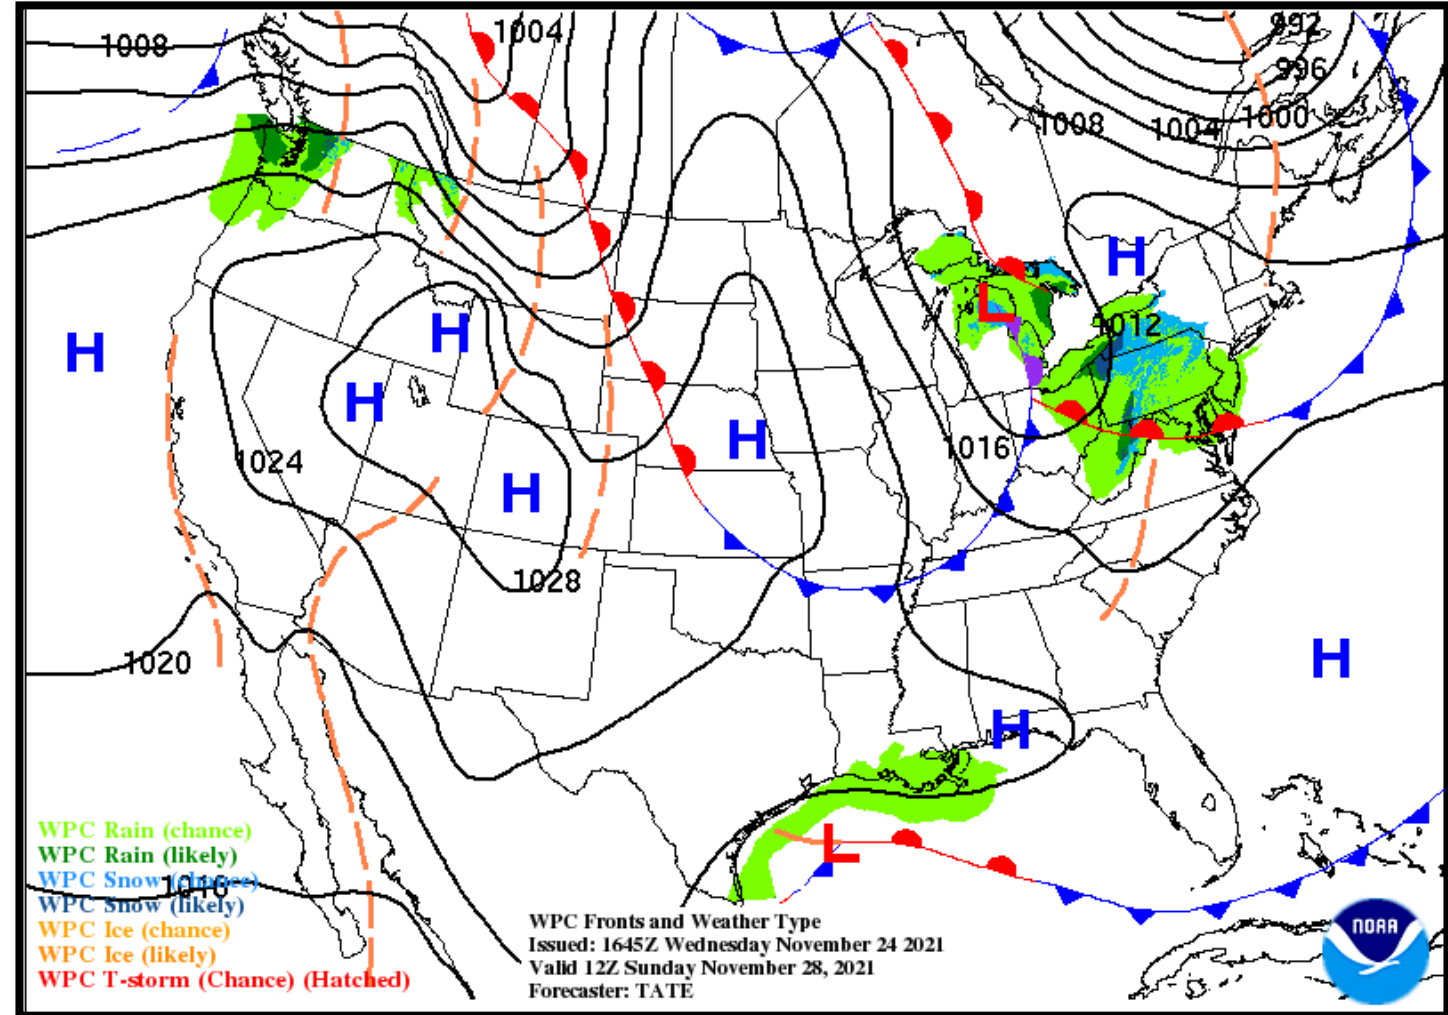 1008
1004
992
996
1000
1004
1008
H
H
H
H
H
H
H
H
L
1012
1016
1024
1028
1020
L
WPC Rain (chance)
WPC Rain (likely)
WPC Snow (chance)
1016
WPC Snow (likely)
WPC Ice (chance)
WPC Ice (likely)
WPC T-storm (Chance) (Hatched)
WPC Fronts and Weather Type
Issued: 1645Z Wednesday November 24 2021
Valid 12Z Sunday November 28, 2021
Forecaster: TATE
NOAA